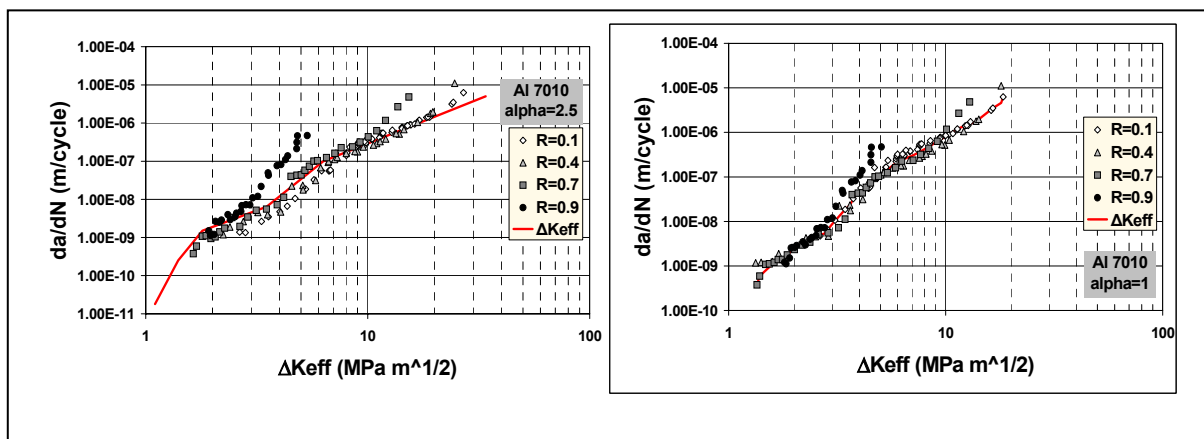 1.00E-04
1.00E-05
1.00E-06
1.00E-07
1.00E-08
1.00E-09
1.00E-10
1.00E-11
da/dN (m/cycle)
1
10
100
ΔKeff (MPa m^1/2)
Al 7010
alpha=2.5
R=0.1
R=0.4
R=0.7
R=0.9
ΔKeff
1.00E-04
1.00E-05
1.00E-06
1.00E-07
1.00E-08
1.00E-09
1.00E-10
da/dN (m/cycle)
1
10
100
ΔKeff (MPa m^1/2)
R=0.1
R=0.4
R=0.7
R=0.9
ΔKeff
Al 7010
alpha=1